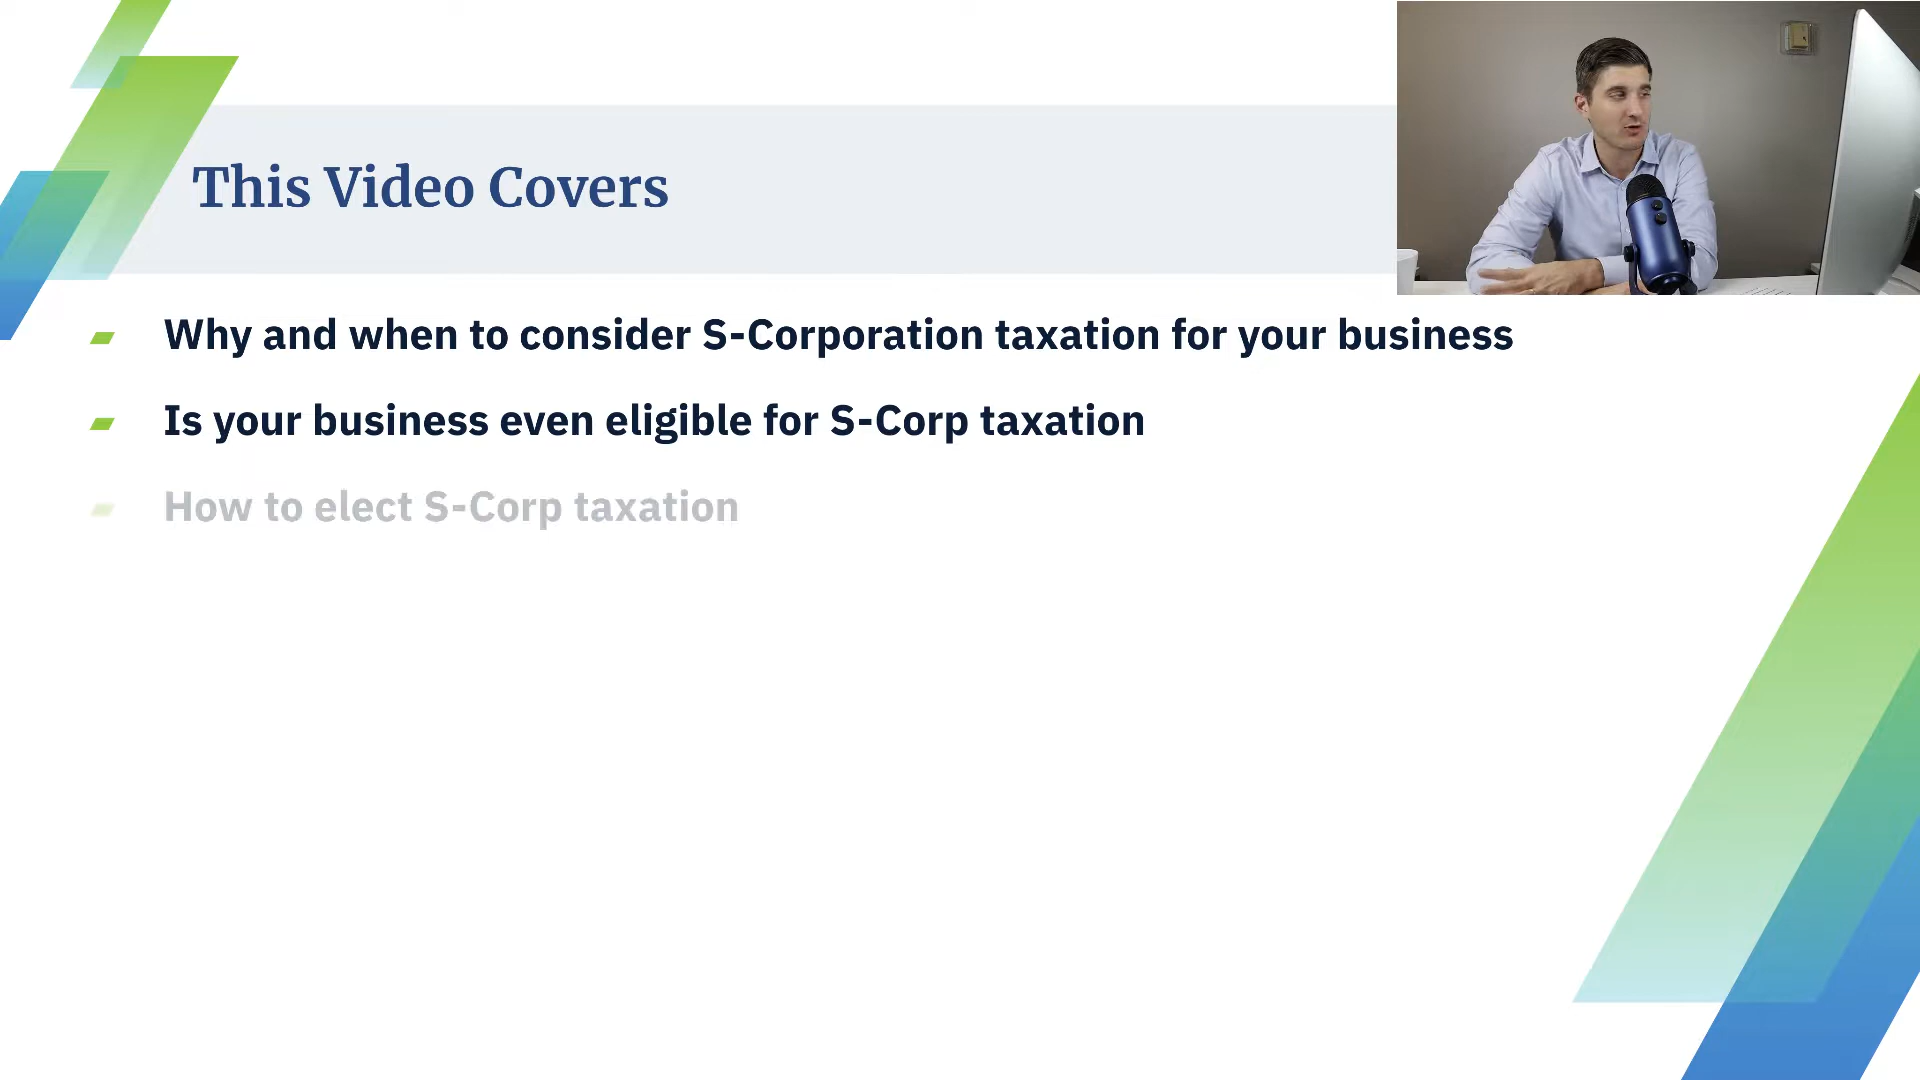 This Video Covers
Why and when to consider S-Corporation taxation for your business
Is your business even eligible for S-Corp taxation
How to elect S-Corp taxation